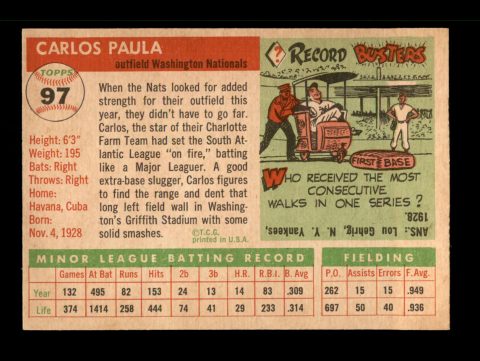 CARLOS PAULA
outfield Washington Nationals
TOPPS
97
Height: 6'3"
Weight: 195
Bats: Right
Throws: Right
Home:
Havana, Cuba
Born:
Nov. 4, 1928
When the Nats looked for added
strength for their outfield this
year, they didn't have to go far.
Carlos, the star of their Charlotte
Farm Team had set the South At-
lantic League "on fire," batting
like a Major Leaguer. A good
extra-base slugger, Carlos figures
to find the range and dent that
long left field wall in Washing-
ton's Griffith Stadium with some
solid smashes.
©T.C.G.
printed in U.S.A.
? RECORD BUSTERS
FIRST BASE
WHO RECEIVED THE MOST
CONSECUTIVE
WALKS IN ONE SERIES?
ANS.: Lou Gehrig, N. Y. Yankees,
1928.
MINOR LEAGUE BATTING RECORD
FIELDING
Games At Bat Runs Hits 2b 3b H.R. R.B.I. B. Avg P.O. Assists Errors F. Avg.
Year 132 495 82 153 24 13 14 83 .309 262 15 15 .949
Life 374 1414 258 444 72 41 29 234 .314 697 50 40 .936